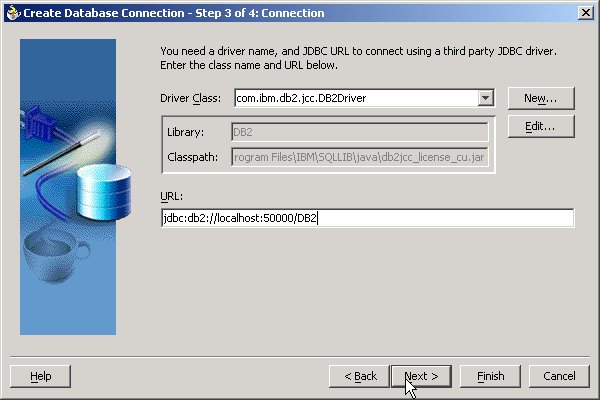 Create Database Connection - Step 3 of 4: Connection
You need a driver name, and JDBC URL to connect using a third party JDBC driver.
Enter the class name and URL below.
Driver Class: com.ibm.db2.jcc.DB2Driver New...
Edit...
Library: DB2
Classpath: rogram Files\IBM\SQLLIB\java\db2jcc_license_cu.jar
URL:
jdbc:db2://localhost:50000/DB2
Help < Back Next > Finish Cancel